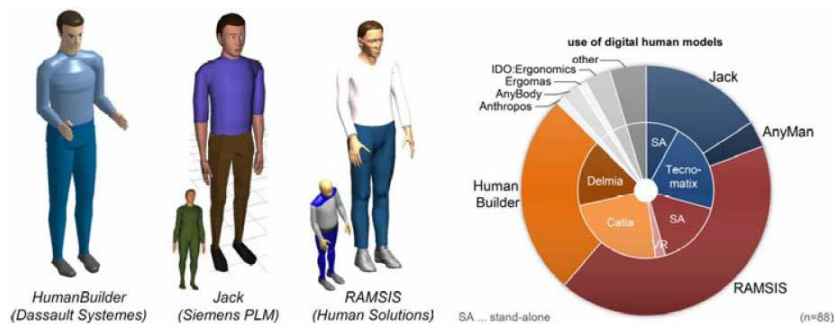 HumanBuilder
(Dassault Systemes)
Jack
(Siemens PLM)
RAMSIS
(Human Solutions)
use of digital human models
other
IDO:Ergonomics
Ergomas
AnyBody
Anthropos
Jack
AnyMan
Human
Builder
RAMSIS
SA
Tecno-
matix
Delmia
Catia
VR
SA
SA ... stand-alone
(n=88)